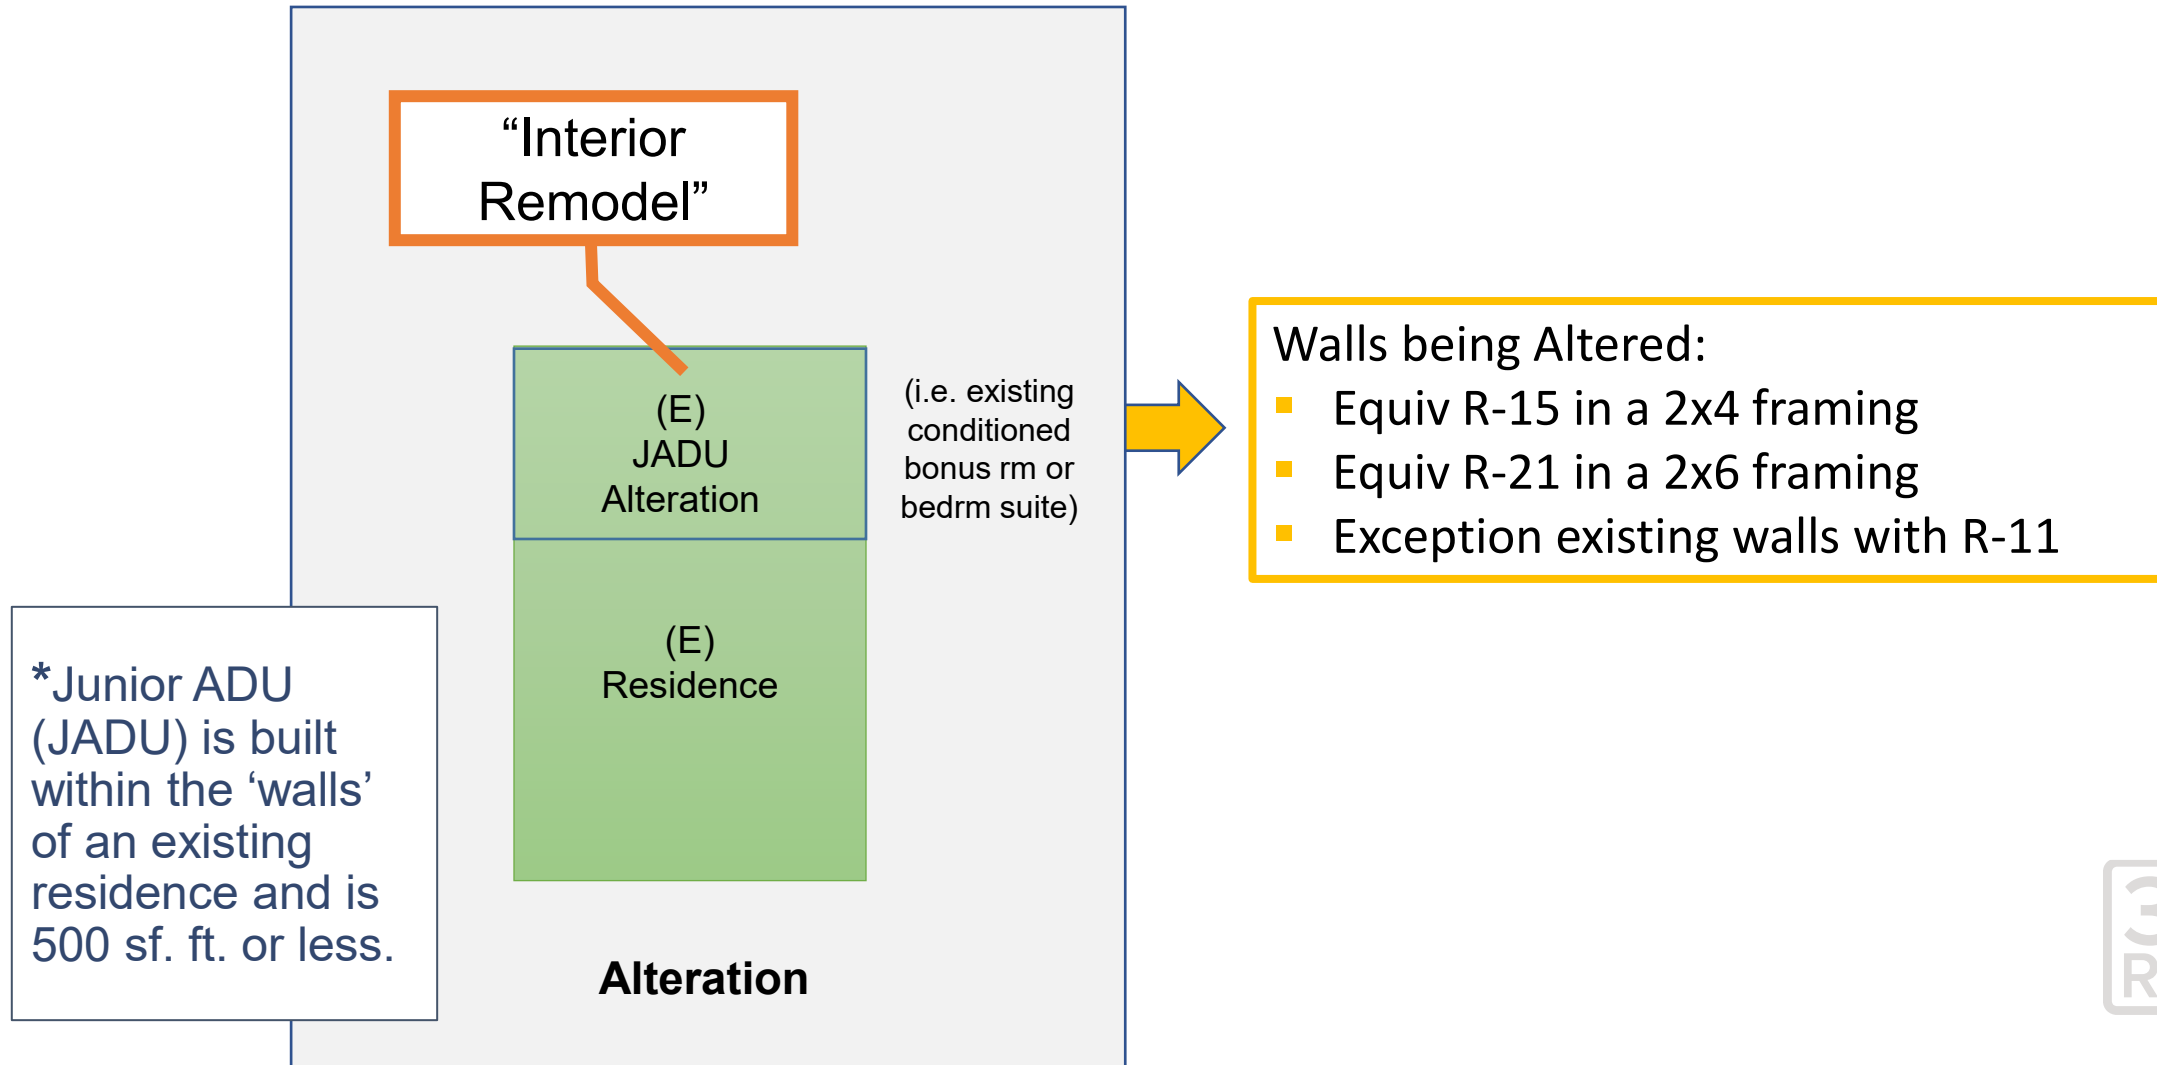 “Interior
Remodel”
(E)
JADU
Alteration
(i.e. existing
conditioned
bonus rm or
bedrm suite)
(E)
Residence
Alteration
*Junior ADU
(JADU) is built
within the ‘walls’
of an existing
residence and is
500 sf. ft. or less.
Walls being Altered:
▪ Equiv R-15 in a 2x4 framing
▪ Equiv R-21 in a 2x6 framing
▪ Exception existing walls with R-11